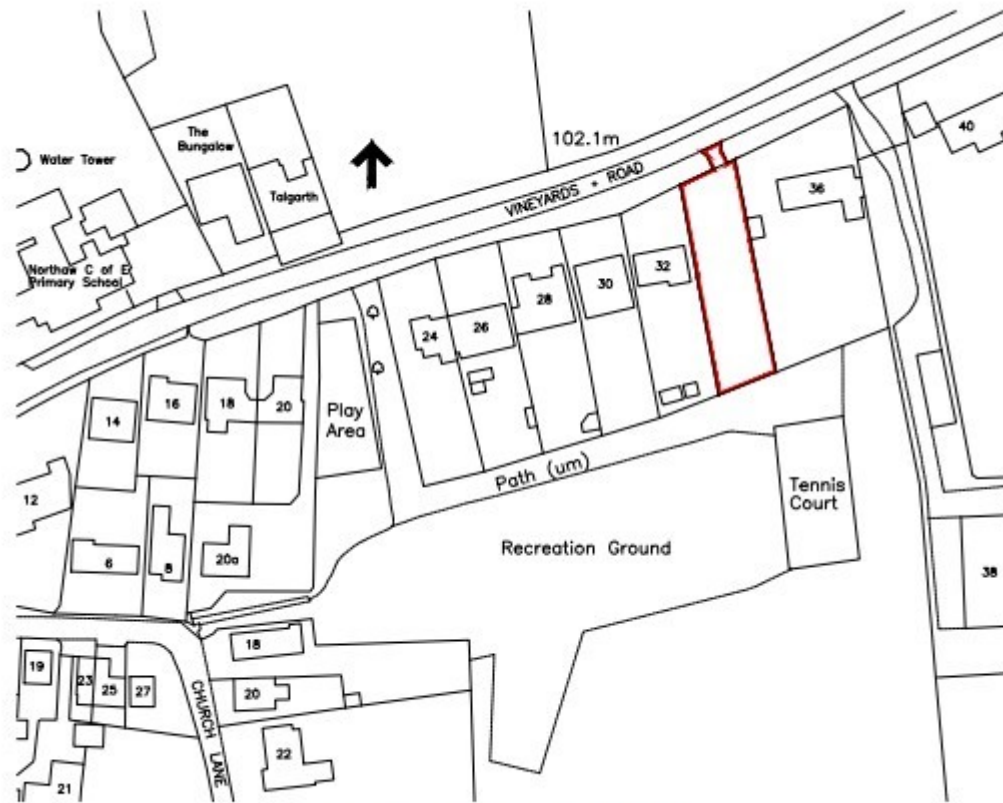 The
Bungalow
Water Tower
Talgarth
102.1m
VINEYARDS + ROAD
40
36
Northaw C of E
Primary School
32
30
28
26
24
14
16
18
20
Play
Area
Path (um)
Tennis
Court
12
Recreation Ground
6
8
20a
38
18
19
23
25
27
20
CHURCH LANE
22
21